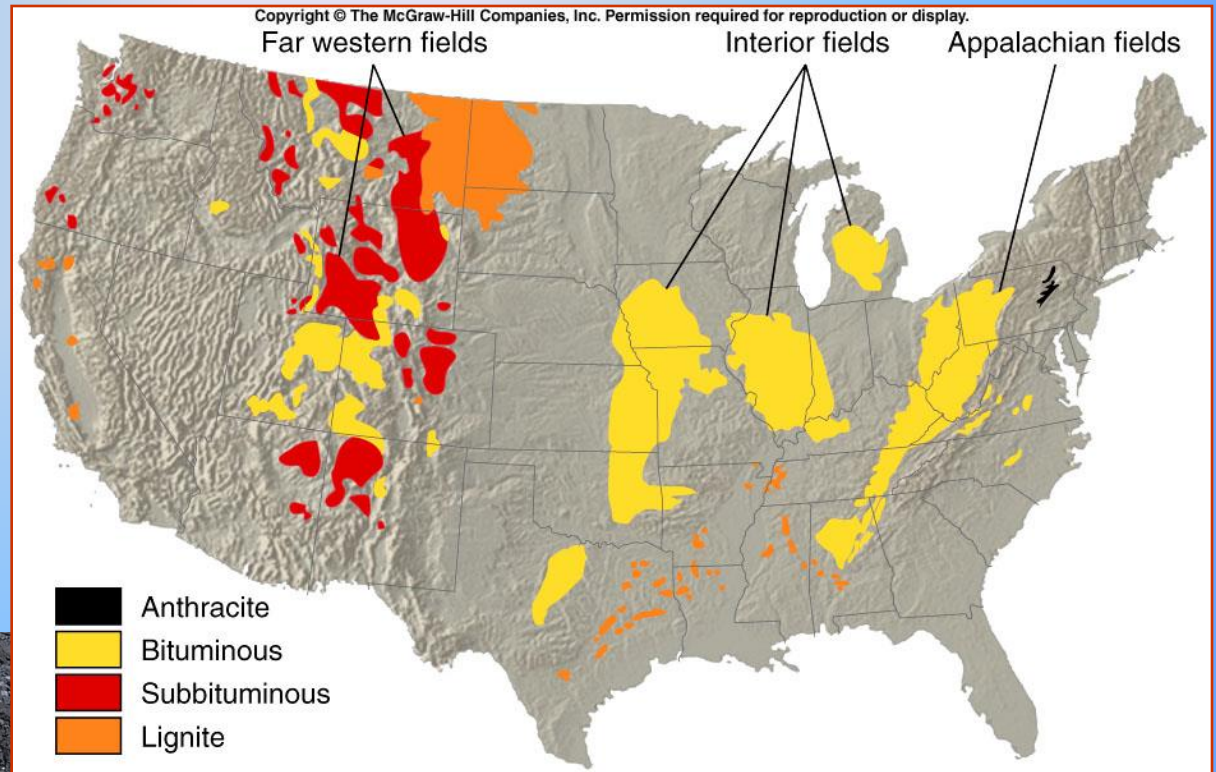 Copyright © The McGraw-Hill Companies, Inc. Permission required for reproduction or display.
Far western fields
Interior fields
Appalachian fields
Anthracite
Bituminous
Subbituminous
Lignite